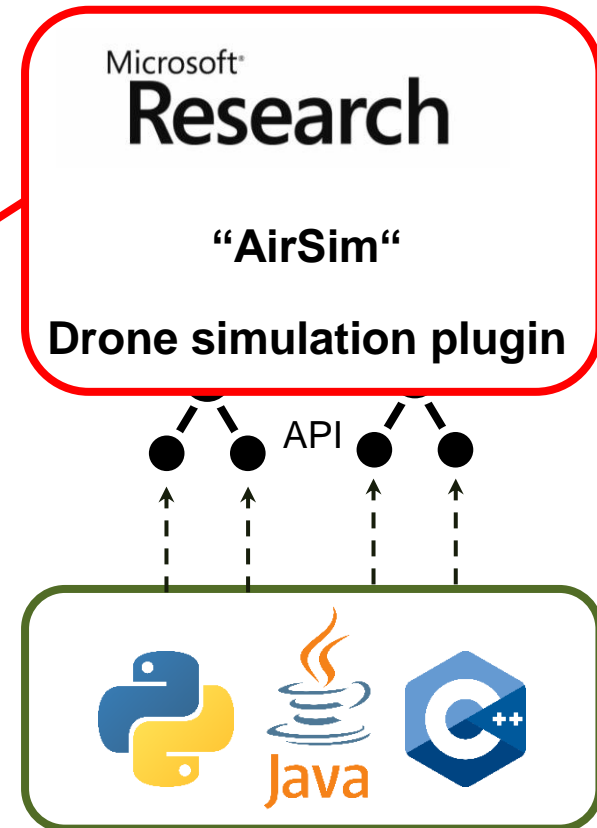 Microsoft®
Research
“AirSim“
Drone simulation plugin
API
C++
Java